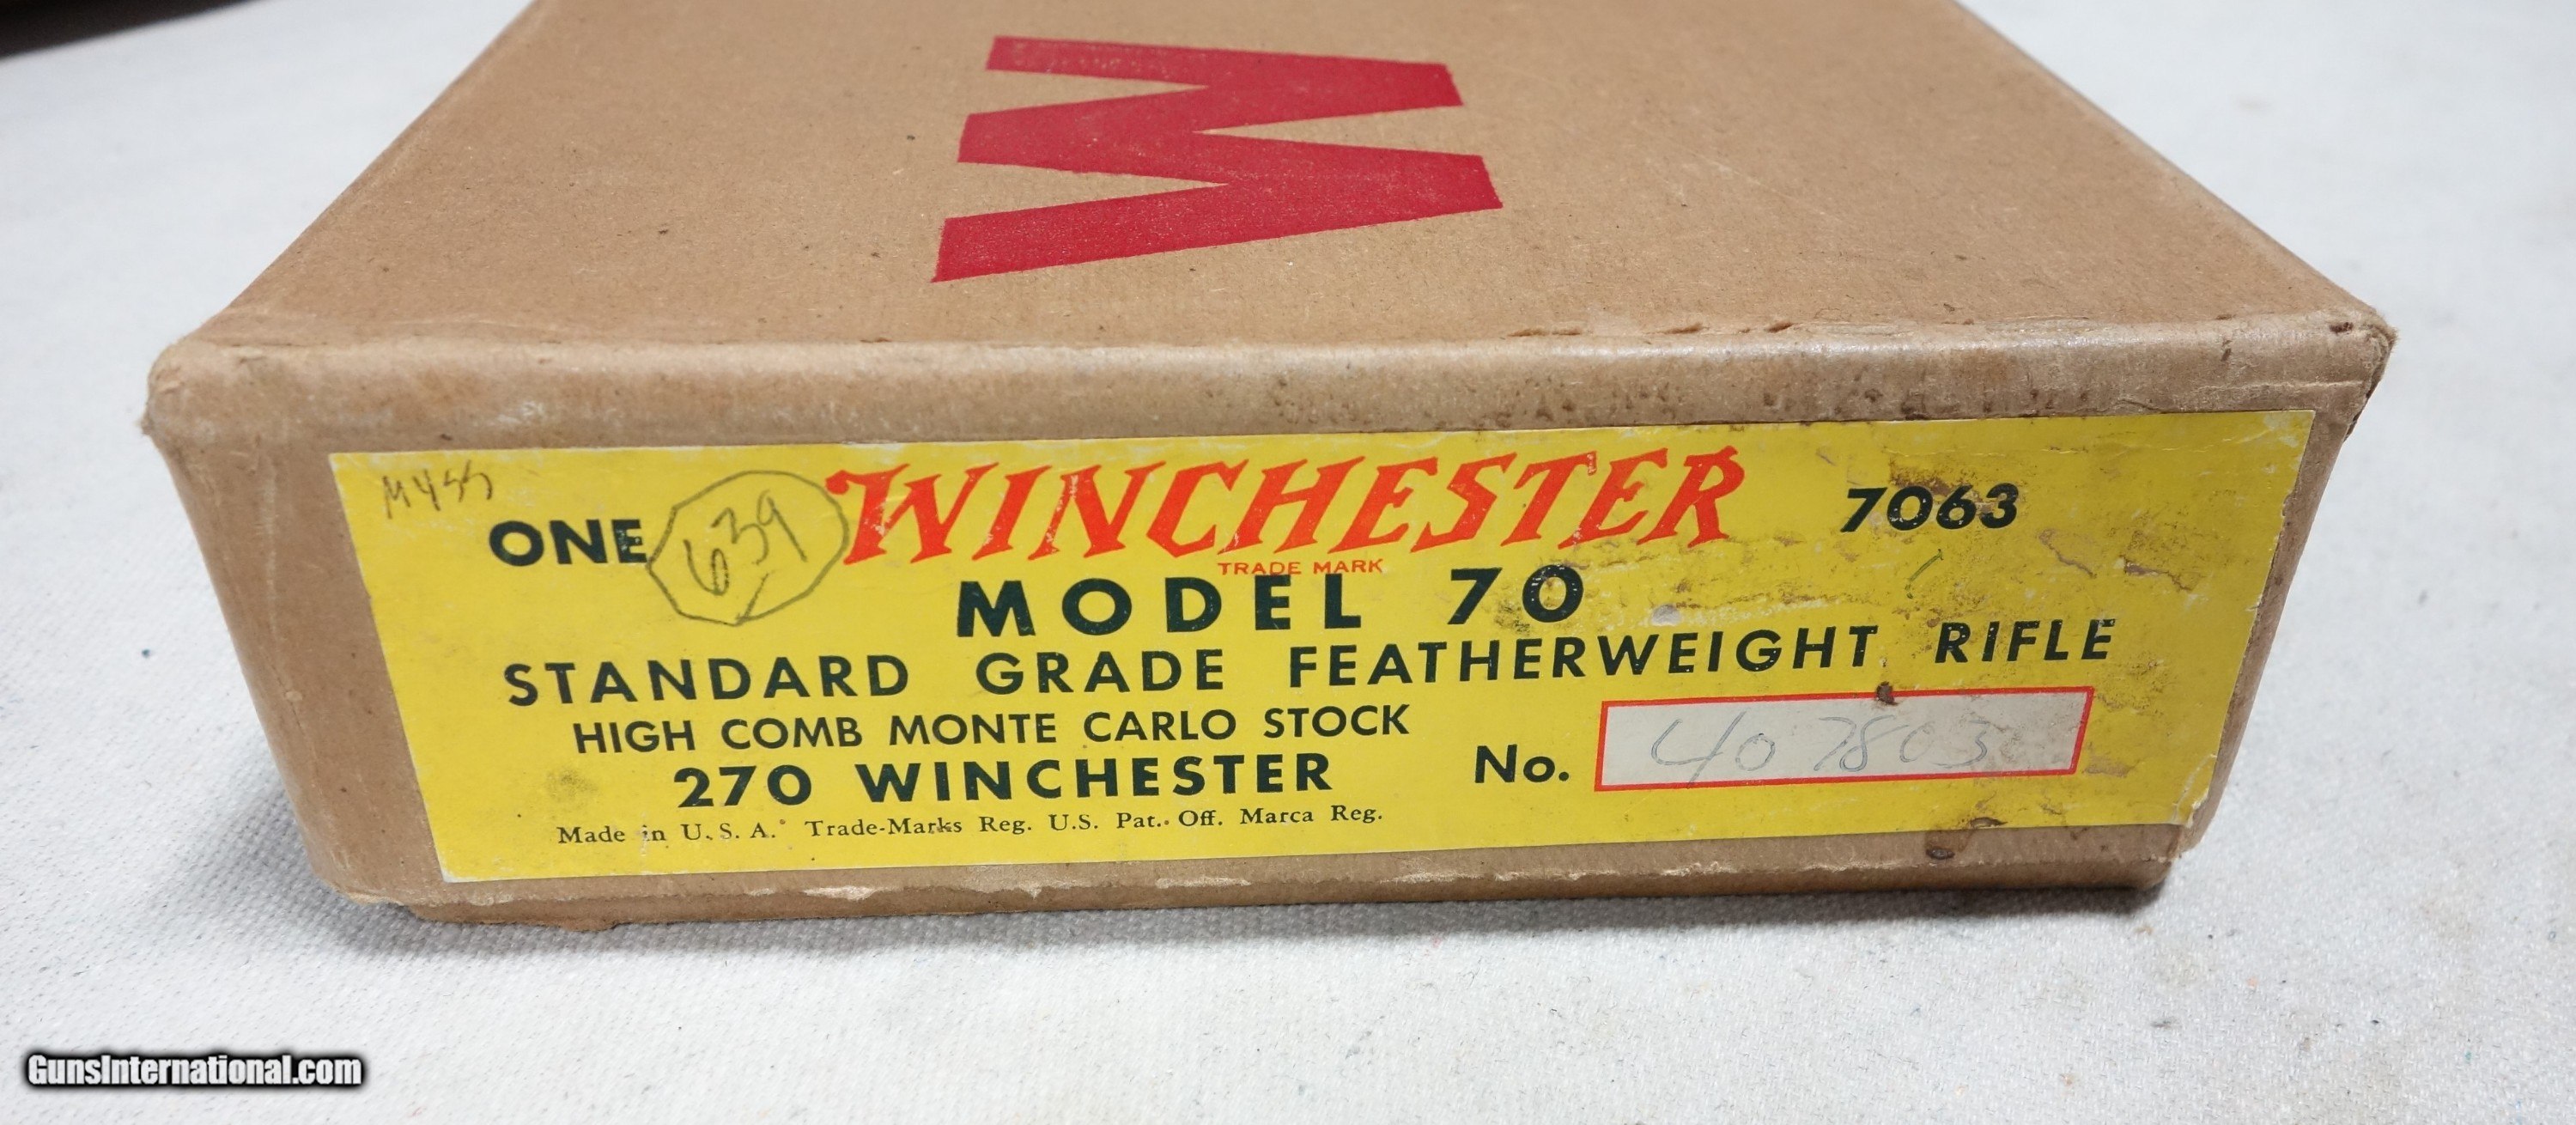 W
M4SS
ONE 639 WINCHESTER 7063
TRADE MARK
MODEL 70
STANDARD GRADE FEATHERWEIGHT RIFLE
HIGH COMB MONTE CARLO STOCK
270 WINCHESTER No. 407803
Made in U.S.A. Trade-Marks Reg. U.S. Pat. Off. Marca Reg.
GunsInternational.com